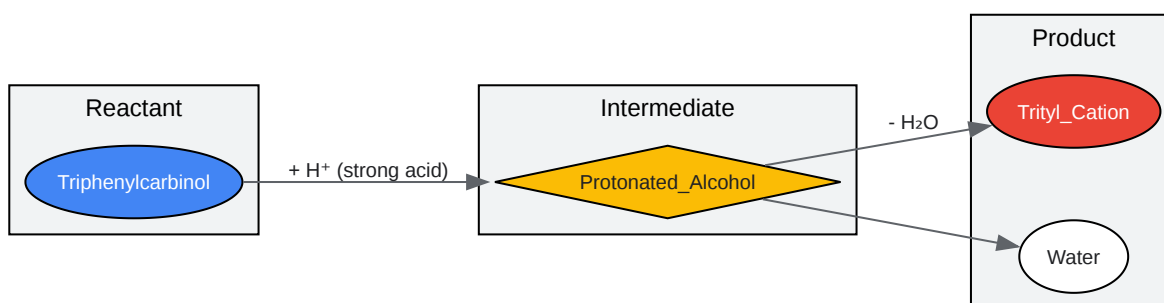 Reactant
Triphenylcarbinol
+ H⁺ (strong acid)
Intermediate
Protonated_Alcohol
- H₂O
Product
Trityl_Cation
Water